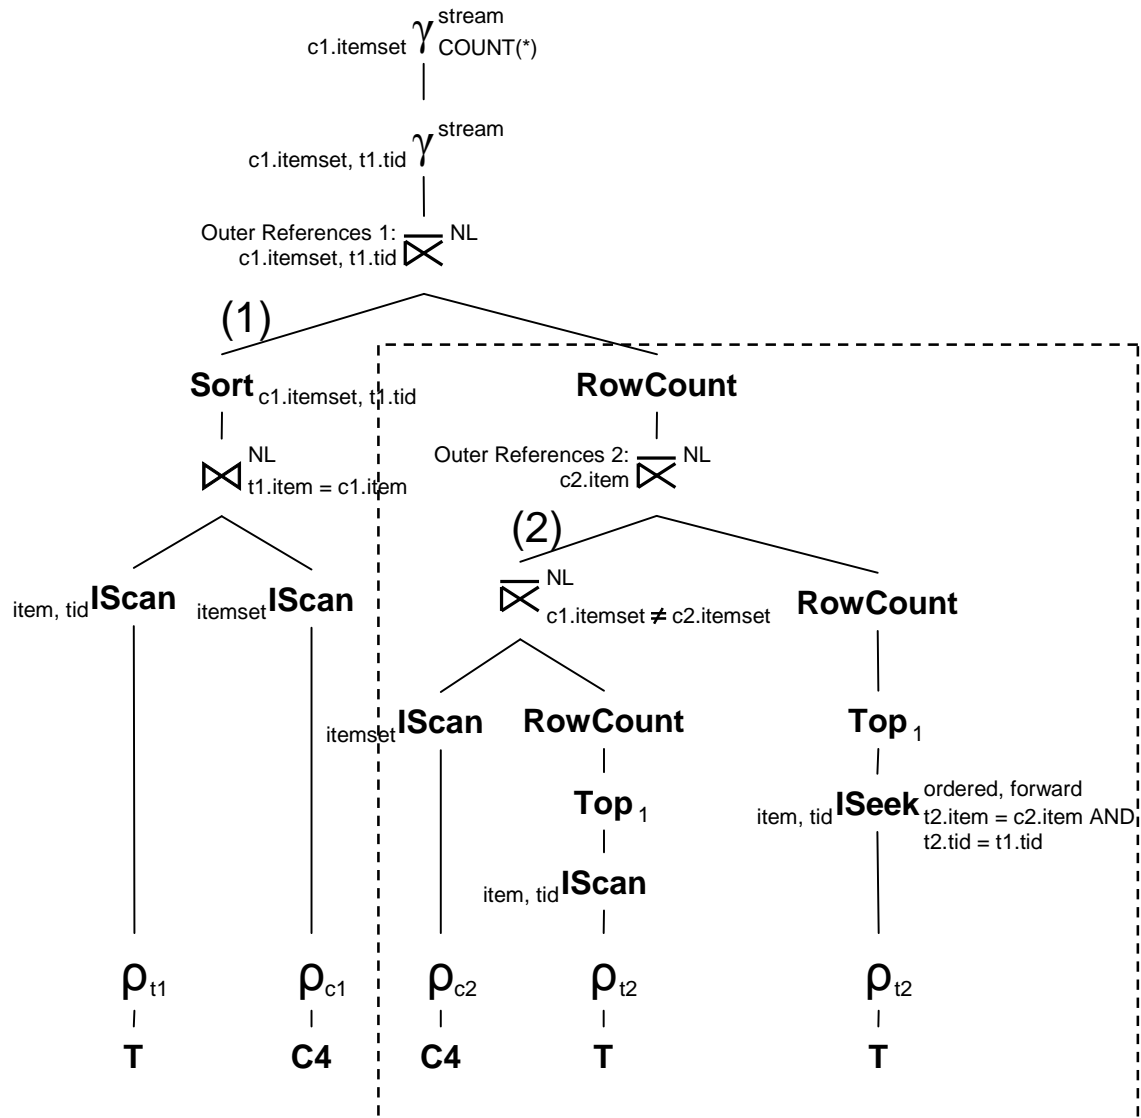 stream
c1.itemset γ COUNT(*)
stream
c1.itemset, t1.tid γ
Outer References 1: NL
c1.itemset, t1.tid
(1)
Sort c1.itemset, t1.tid
RowCount
NL
t1.item = c1.item
Outer References 2: NL
c2.item
(2)
item, tid IScan
itemset IScan
NL
c1.itemset ≠ c2.itemset
RowCount
itemset IScan
RowCount
Top 1
Top 1
item, tid ISeek ordered, forward
t2.item = c2.item AND
t2.tid = t1.tid
item, tid IScan
ρt1 ρc1 ρc2 ρt2 ρt2
T C4 C4 T T